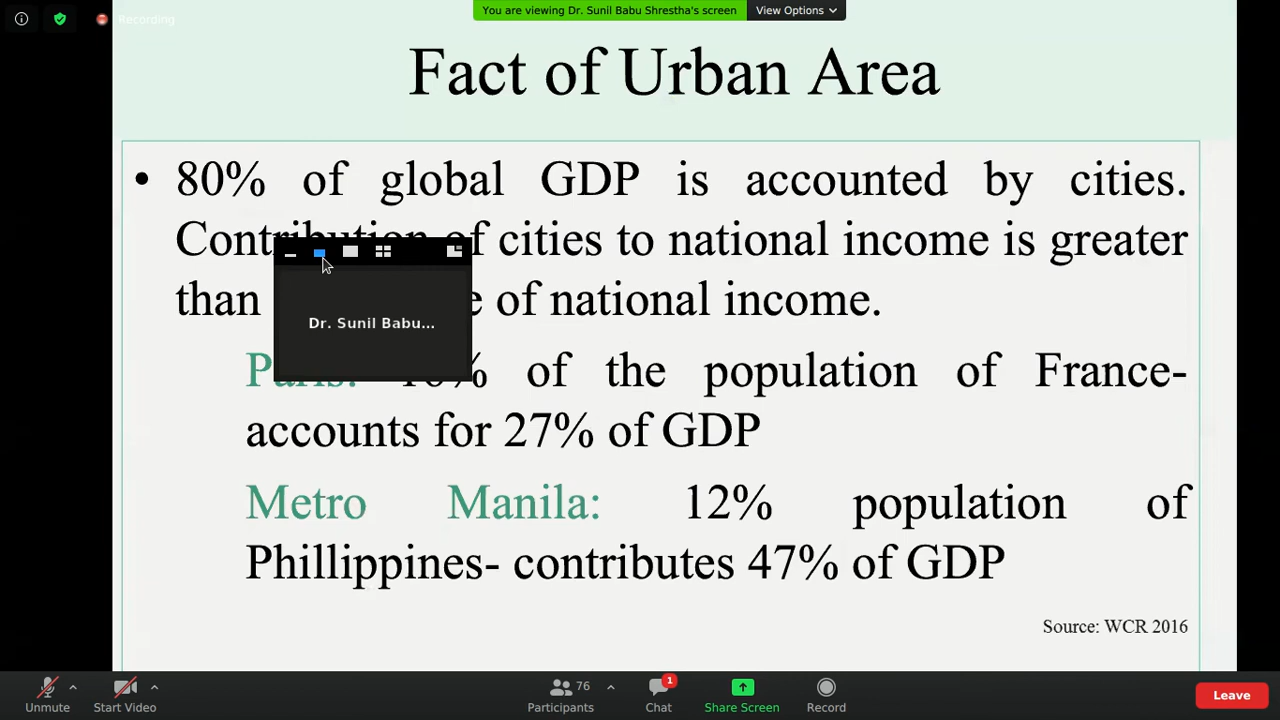 Recording
You are viewing Dr. Sunil Babu Shrestha's screen
View Options
Fact of Urban Area
• 80% of global GDP is accounted by cities.
Contribution of cities to national income is greater
than e of national income.
Dr. Sunil Babu...
Paris: 16% of the population of France-
accounts for 27% of GDP
Metro Manila: 12% population of
Phillippines- contributes 47% of GDP
Source: WCR 2016
Unmute
Start Video
76
Participants
1
Chat
Share Screen
Record
Leave